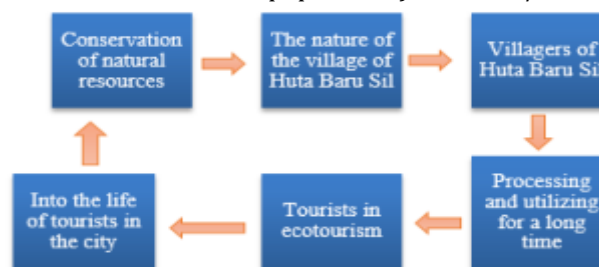 Conservation
of natural
resources
The nature of
the village of
Huta Baru Sil
Villagers of
Huta Baru Sil
Processing
and utilizing
for a long
time
Tourists in
ecotourism
Into the life
of tourists in
the city